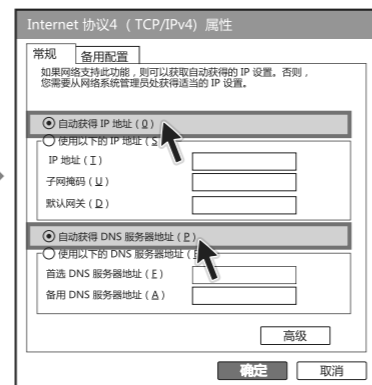 Internet 协议4 ( TCP/IPv4) 属性
常规 备用配置
如果网络支持此功能，则可以获取自动获得的 IP 设置。否则，
您需要从网络系统管理员处获得适当的 IP 设置。
自动获得 IP 地址 ( O )
使用以下的 IP 地址 ( S
IP 地址 ( I )
子网掩码 ( U )
默认网关 ( D )
自动获得 DNS 服务器地址 ( P )
使用以下的 DNS 服务器地址 (
首选 DNS 服务器地址 ( F )
备用 DNS 服务器地址 ( A )
高级
确定 取消